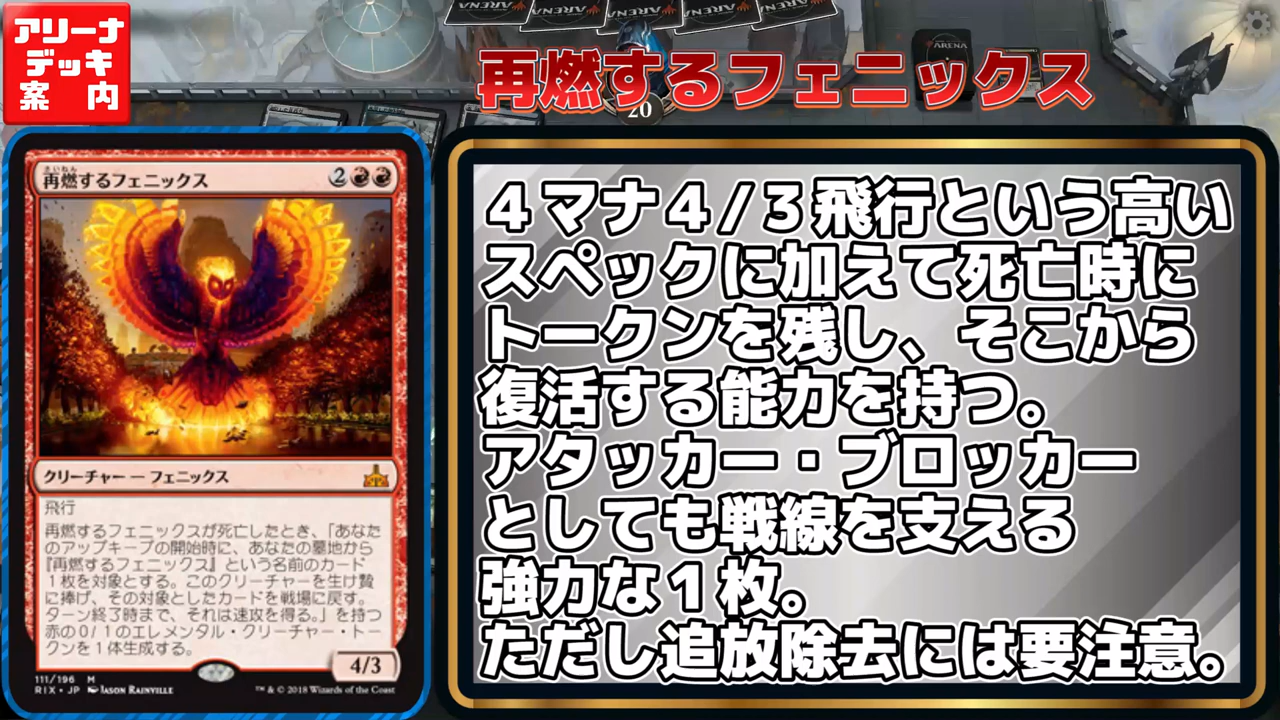 アリーナ
デッキ
案内
再燃するフェニックス
20
ARENA
ARENA
ARENA
ARENA
ARENA
さいねん
再燃するフェニックス
2
クリーチャー — フェニックス
飛行
再燃するフェニックスが死亡したとき、「あなた
のアップキープの開始時に、あなたの墓地から
『再燃するフェニックス』という名前のカード
1枚を対象とする。このクリーチャーを生け贄
に捧げ、その対象としたカードを戦場に戻す。
ターン終了時まで、それは速攻を得る。」を持つ
赤の0/1のエレメンタル・クリーチャー・トー
クンを1体生成する。
4/3
111/196 M
RIX・JP JASON RAINVILLE
™ & © 2018 Wizards of the Coast
4マナ4/3飛行という高い
スペックに加えて死亡時に
トークンを残し、そこから
復活する能力を持つ。
アタッカー・ブロッカー
としても戦線を支える
強力な1枚。
ただし追放除去には要注意。